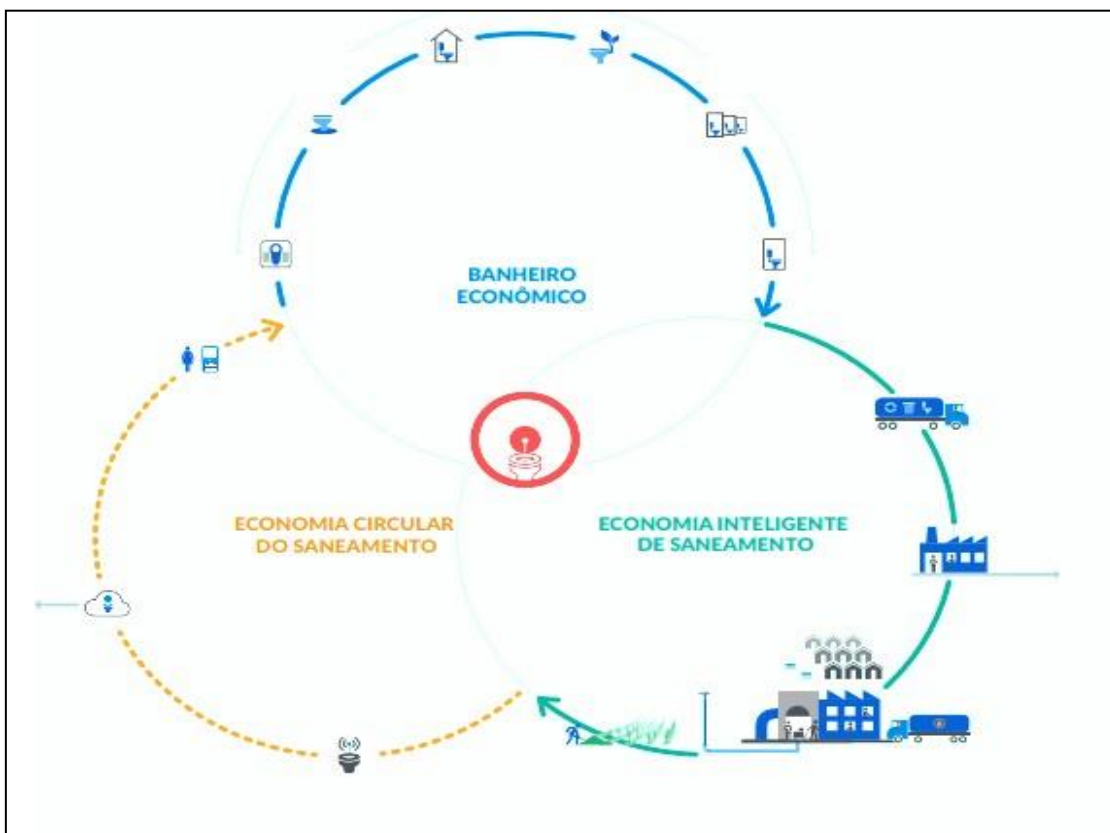 BANHEIRO
ECONÔMICO
ECONOMIA CIRCULAR
DO SANEAMENTO
ECONOMIA INTELIGENTE
DE SANEAMENTO